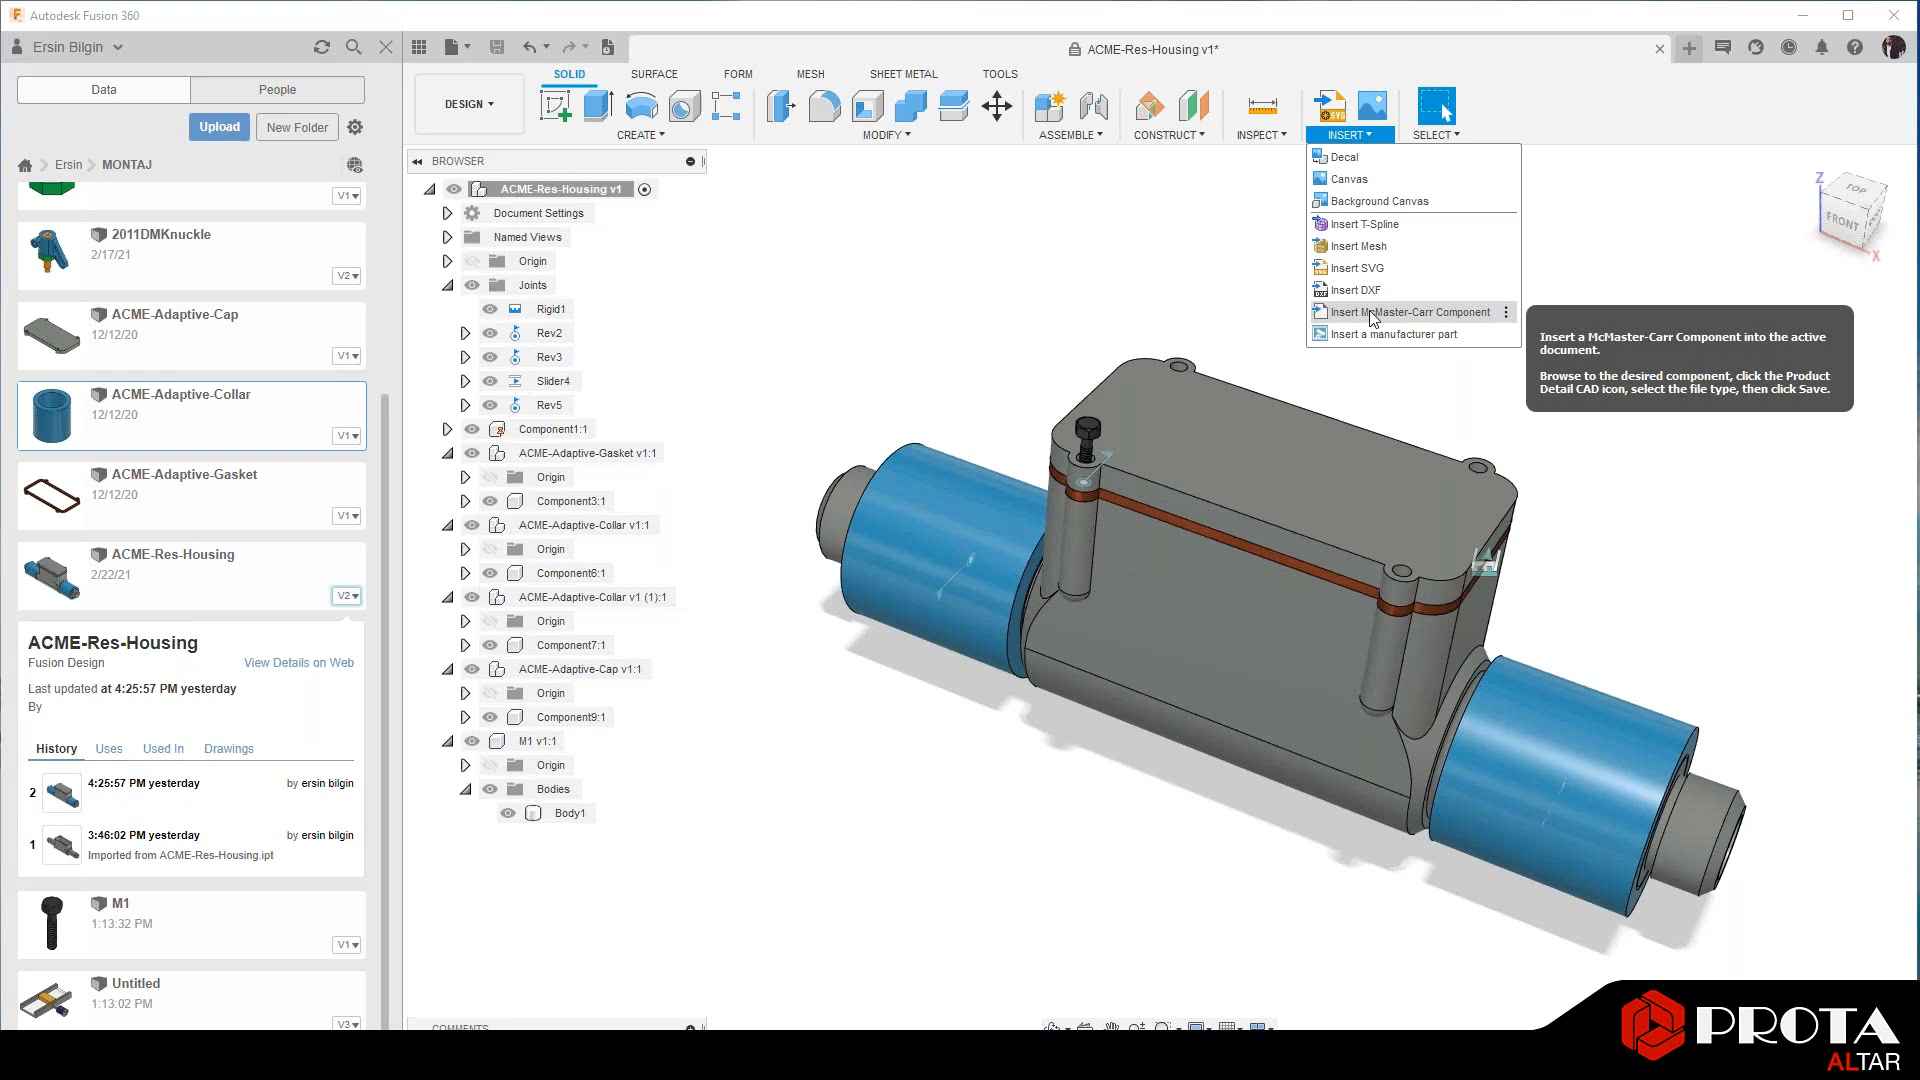 Autodesk Fusion 360
Ersin Bilgin
ACME-Res-Housing v1*
Data
People
Upload
New Folder
Ersin
MONTAJ
V1
2011DMKnuckle
2/17/21
V2
ACME-Adaptive-Cap
12/12/20
V1
ACME-Adaptive-Collar
12/12/20
V1
ACME-Adaptive-Gasket
12/12/20
V1
ACME-Res-Housing
2/22/21
V2
ACME-Res-Housing
Fusion Design
View Details on Web
Last updated at 4:25:57 PM yesterday
By
History
Uses
Used In
Drawings
2
4:25:57 PM yesterday
by ersin bilgin
1
3:46:02 PM yesterday
by ersin bilgin
Imported from ACME-Res-Housing.ipt
M1
1:13:32 PM
V1
Untitled
1:13:02 PM
V3
DESIGN
SOLID
SURFACE
FORM
MESH
SHEET METAL
TOOLS
CREATE
MODIFY
ASSEMBLE
CONSTRUCT
INSPECT
SVG
INSERT
SELECT
BROWSER
ACME-Res-Housing v1
Document Settings
Named Views
Origin
Joints
Rigid1
Rev2
Rev3
Slider4
Rev5
Component1:1
ACME-Adaptive-Gasket v1:1
Origin
Component3:1
ACME-Adaptive-Collar v1:1
Origin
Component6:1
ACME-Adaptive-Collar v1 (1):1
Origin
Component7:1
ACME-Adaptive-Cap v1:1
Origin
Component9:1
M1 v1:1
Origin
Bodies
Body1
COMMENTS
Decal
Canvas
Background Canvas
Insert T-Spline
Insert Mesh
Insert SVG
Insert DXF
Insert McMaster-Carr Component
Insert a manufacturer part
Insert a McMaster-Carr Component into the active
document.
Browse to the desired component, click the Product
Detail CAD icon, select the file type, then click Save.
Z
TOP
FRONT
X
PROTA
ALTAR